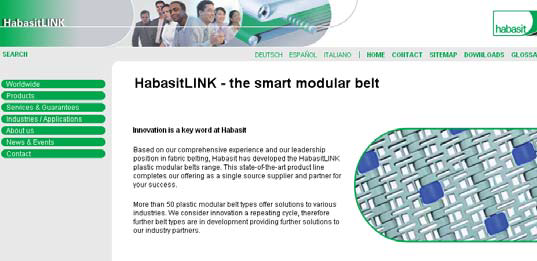 HabasitLINK
habasit
SEARCH
DEUTSCH ESPAÑOL ITALIANO | HOME CONTACT SITEMAP DOWNLOADS GLOSSA
Worldwide
Products
Services & Guarantees
Industries / Applications
About us
News & Events
Contact
HabasitLINK - the smart modular belt
Innovation is a key word at Habasit
Based on our comprehensive experience and our leadership
position in fabric belting, Habasit has developed the HabasitLINK
plastic modular belts range. This state-of-the-art product line
completes our offering as a single source supplier and partner for
your success.
More than 50 plastic modular belt types offer solutions to various
industries. We consider innovation a repeating cycle, therefore
further belt types are in development providing further solutions to
our industry partners.